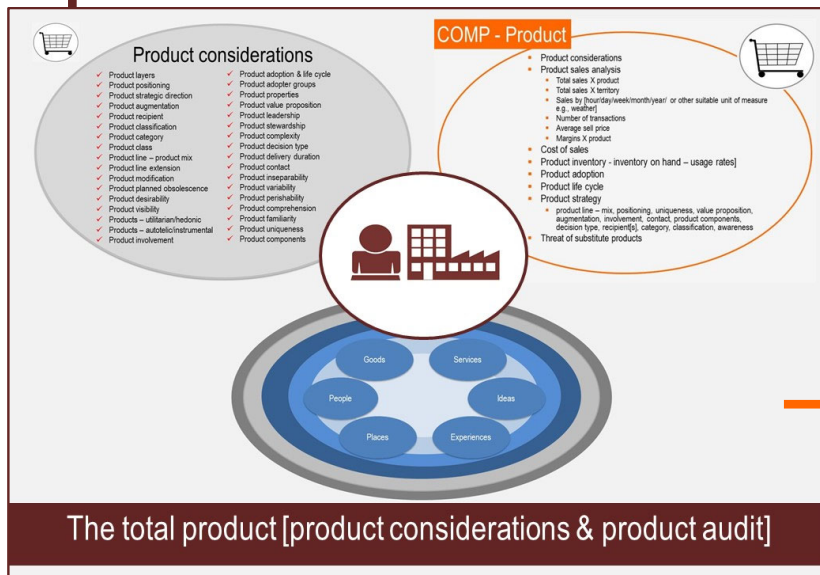 Product considerations
Product layers
Product positioning
Product strategic direction
Product augmentation
Product recipient
Product classification
Product category
Product class
Product line – product mix
Product line extension
Product modification
Product planned obsolescence
Product desirability
Product visibility
Products – utilitarian/hedonic
Products – autotelic/instrumental
Product involvement
Product adoption & life cycle
Product adopter groups
Product properties
Product value proposition
Product leadership
Product stewardship
Product complexity
Product decision type
Product delivery duration
Product contact
Product inseparability
Product variability
Product perishability
Product comprehension
Product familiarity
Product uniqueness
Product components
COMP - Product
Product considerations
Product sales analysis
Total sales X product
Total sales X territory
Sales by [hour/day/week/month/year/ or other suitable unit of measure
e.g., weather]
Number of transactions
Average sell price
Margins X product
Cost of sales
Product inventory - inventory on hand – usage rates]
Product adoption
Product life cycle
Product strategy
product line – mix, positioning, uniqueness, value proposition,
augmentation, involvement, contact, product components,
decision type, recipient[s], category, classification, awareness
Threat of substitute products
Goods
Services
People
Ideas
Places
Experiences
The total product [product considerations & product audit]